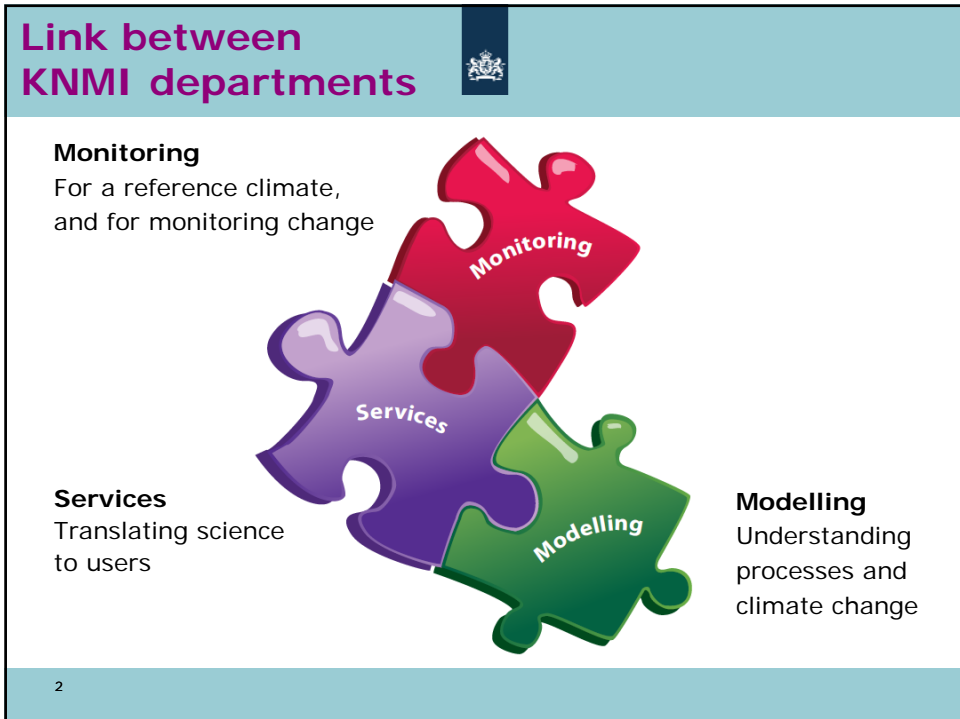 Link between
KNMI departments
Monitoring
For a reference climate,
and for monitoring change
Monitoring
Services
Modelling
Services
Translating science
to users
Modelling
Understanding
processes and
climate change
2